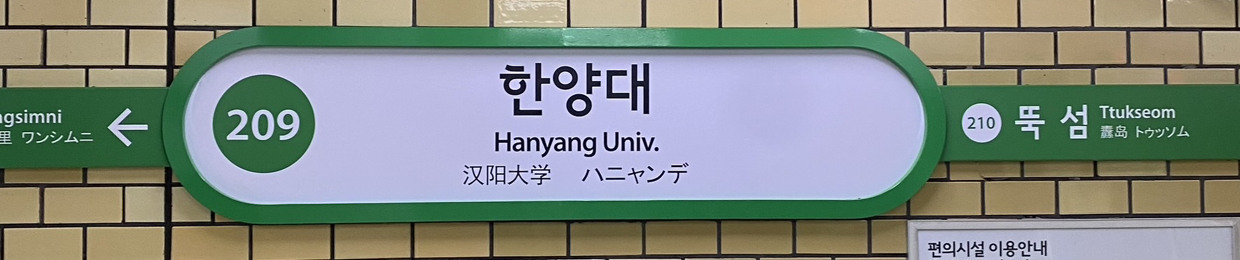 里 ワンシムニ
209
한양대
Hanyang Univ.
汉阳大学 ハニャンデ
210 뚝섬 Ttukseom
纛岛 トゥッソム
편의시설 이용안내